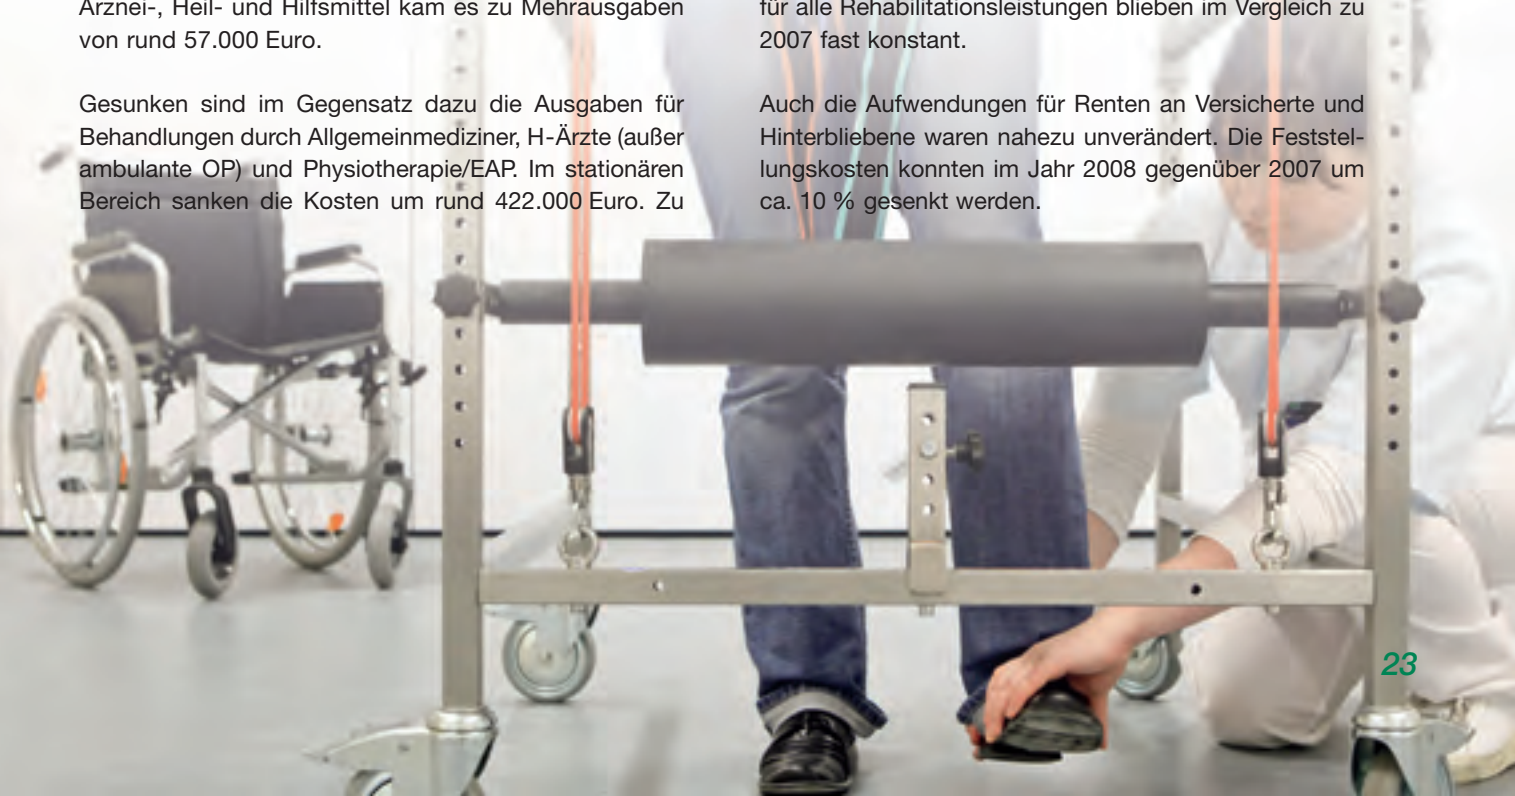 Arznei-, Heil- und Hilfsmittel kam es zu Mehrausgaben
von rund 57.000 Euro.
Gesunken sind im Gegensatz dazu die Ausgaben für
Behandlungen durch Allgemeinmediziner, H-Ärzte (außer
ambulante OP) und Physiotherapie/EAP. Im stationären
Bereich sanken die Kosten um rund 422.000 Euro. Zu
für alle Rehabilitationsleistungen blieben im Vergleich zu
2007 fast konstant.
Auch die Aufwendungen für Renten an Versicherte und
Hinterbliebene waren nahezu unverändert. Die Feststel-
lungskosten konnten im Jahr 2008 gegenüber 2007 um
ca. 10 % gesenkt werden.
23